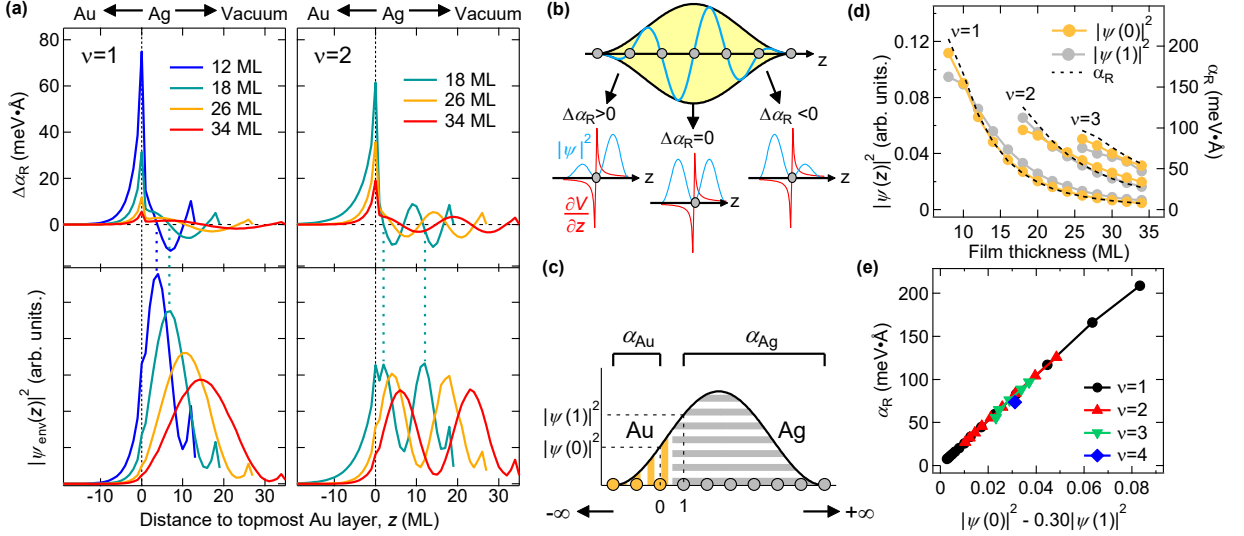 (a)
Au Ag Vacuum
Au Ag Vacuum
ν=1
12 ML
18 ML
26 ML
34 ML
ν=2
18 ML
26 ML
34 ML
Δα_R (meV•Å)
80
60
40
20
0
|ψ_env(z)|² (arb. units.)
-10 0 10 20 30
-10 0 10 20 30
Distance to topmost Au layer, z (ML)
(b)
z
Δα_R>0
Δα_R=0
Δα_R<0
|ψ|²
∂V
∂z
z
z
z
(c)
α_Au
α_Ag
|ψ(1)|²
|ψ(0)|²
Au
Ag
0 1
-∞
+∞
(d)
ν=1
ν=2
ν=3
|ψ(0)|²
|ψ(1)|²
α_R
|ψ(z)|² (arb. units.)
0.12
0.08
0.04
0.0
α_R (meV•Å)
200
150
100
50
0
10 15 20 25 30 35
Film thickness (ML)
(e)
α_R (meV•Å)
200
150
100
50
0
ν=1
ν=2
ν=3
ν=4
0 0.02 0.04 0.06 0.08
|ψ(0)|² - 0.30|ψ(1)|²